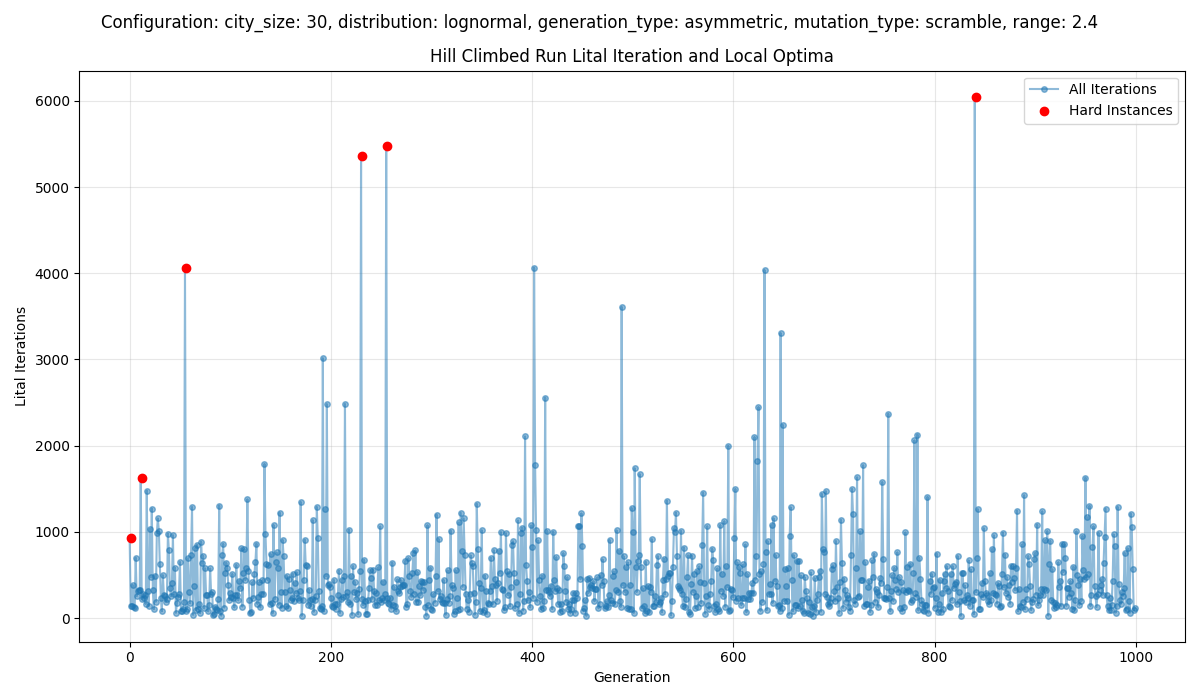 Configuration: city_size: 30, distribution: lognormal, generation_type: asymmetric, mutation_type: scramble, range: 2.4
Hill Climbed Run Lital Iteration and Local Optima
All Iterations
Hard Instances
6000
5000
4000
3000
2000
1000
0
Lital Iterations
0 200 400 600 800 1000
Generation